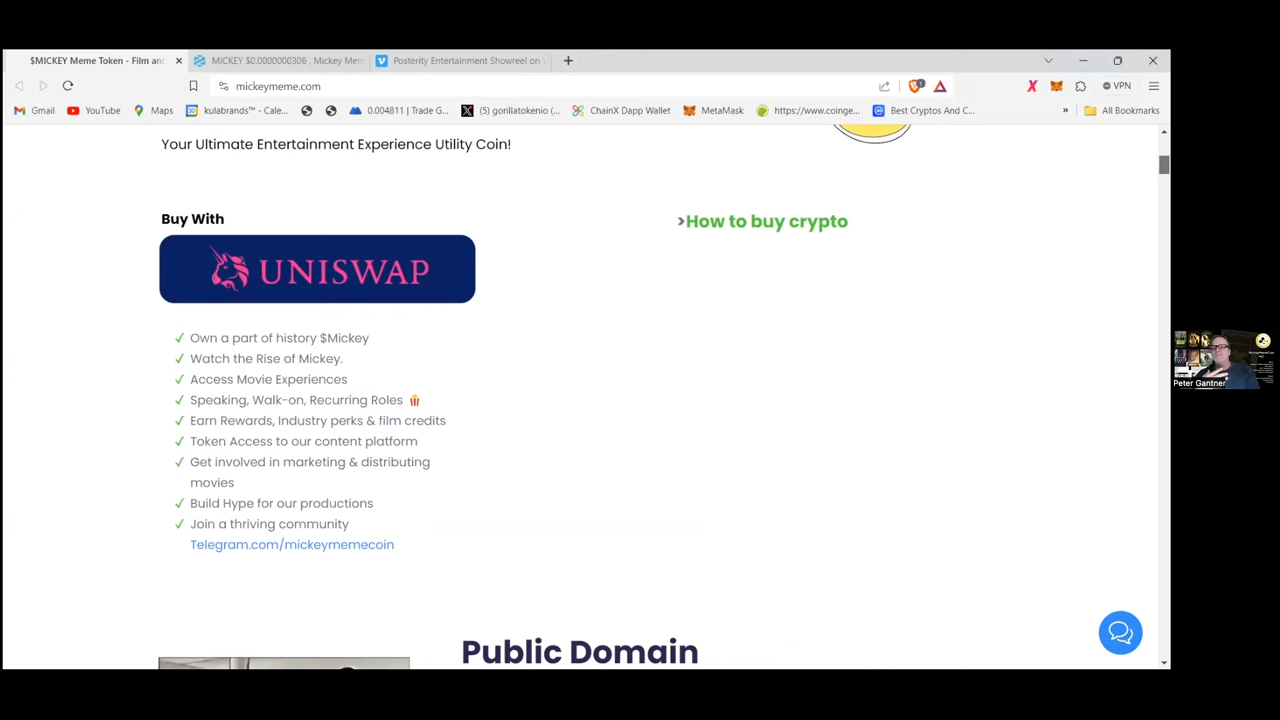 $MICKEY Meme Token - Film and
MICKEY $0.0000000306 , Mickey Mem
Posterity Entertainment Showreel on V
mickeymeme.com
1
VPN
Gmail
YouTube
Maps
kulabrands™ - Cale...
0.004811 | Trade G...
(5) gorillatokenio (...
ChainX Dapp Wallet
MetaMask
https://www.coinge...
Best Cryptos And C...
»
All Bookmarks
Your Ultimate Entertainment Experience Utility Coin!
Buy With
>How to buy crypto
UNISWAP
✓ Own a part of history $Mickey
✓ Watch the Rise of Mickey.
✓ Access Movie Experiences
✓ Speaking, Walk-on, Recurring Roles 🍿
✓ Earn Rewards, Industry perks & film credits
✓ Token Access to our content platform
✓ Get involved in marketing & distributing
movies
✓ Build Hype for our productions
✓ Join a thriving community
Telegram.com/mickeymemecoin
Public Domain
Peter Gantner